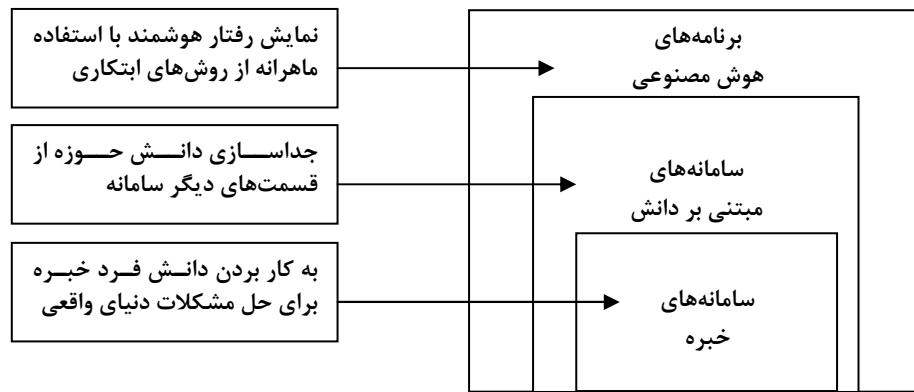 نمایش رفتار هوشمند با استفاده
ماهرانه از روش‌های ابتکاری
برنامه‌های
هوش مصنوعی
جداسازی دانش حوزه از
قسمت‌های دیگر سامانه
سامانه‌های
مبتنی بر دانش
به کار بردن دانش فرد خبره
برای حل مشکلات دنیای واقعی
سامانه‌های
خبره